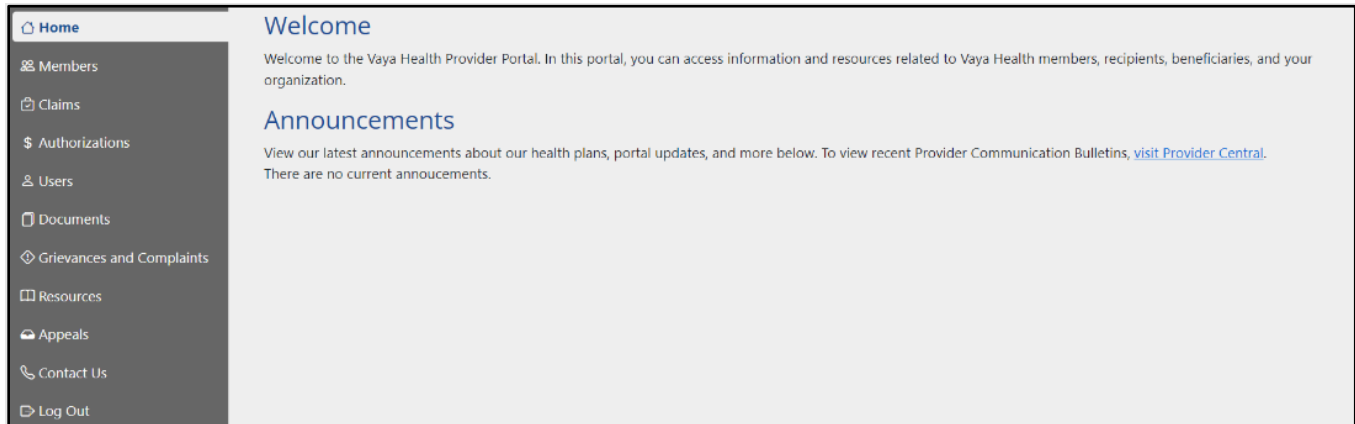 Home
Members
Claims
$ Authorizations
Users
Documents
Grievances and Complaints
Resources
Appeals
Contact Us
Log Out
Welcome
Welcome to the Vaya Health Provider Portal. In this portal, you can access information and resources related to Vaya Health members, recipients, beneficiaries, and your
organization.
Announcements
View our latest announcements about our health plans, portal updates, and more below. To view recent Provider Communication Bulletins, visit Provider Central.
There are no current annoucements.